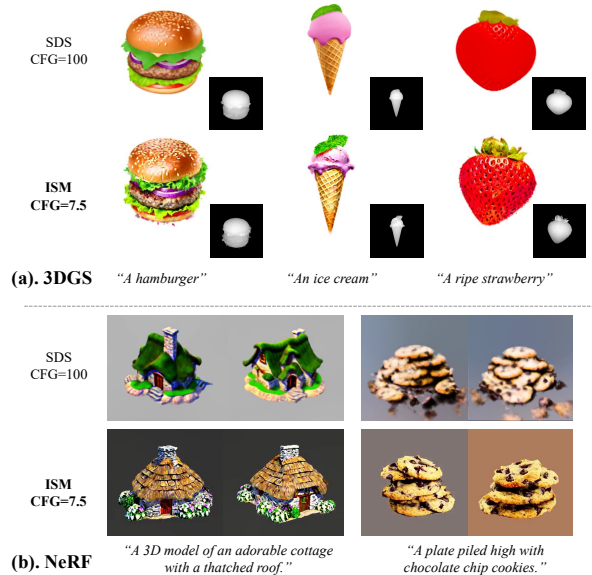 SDS
CFG=100
ISM
CFG=7.5
(a). 3DGS
“A hamburger”
“An ice cream”
“A ripe strawberry”
SDS
CFG=100
ISM
CFG=7.5
(b). NeRF
“A 3D model of an adorable cottage
with a thatched roof.”
“A plate piled high with
chocolate chip cookies.”